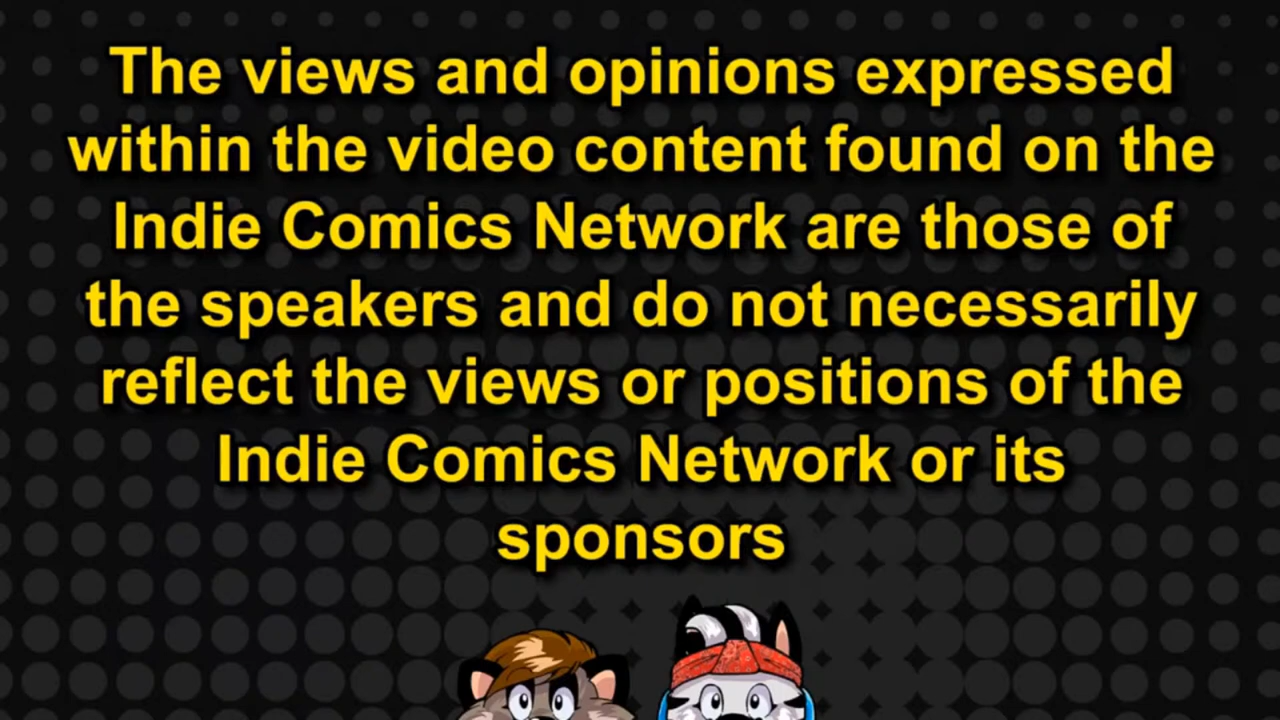 The views and opinions expressed
within the video content found on the
Indie Comics Network are those of
the speakers and do not necessarily
reflect the views or positions of the
Indie Comics Network or its
sponsors